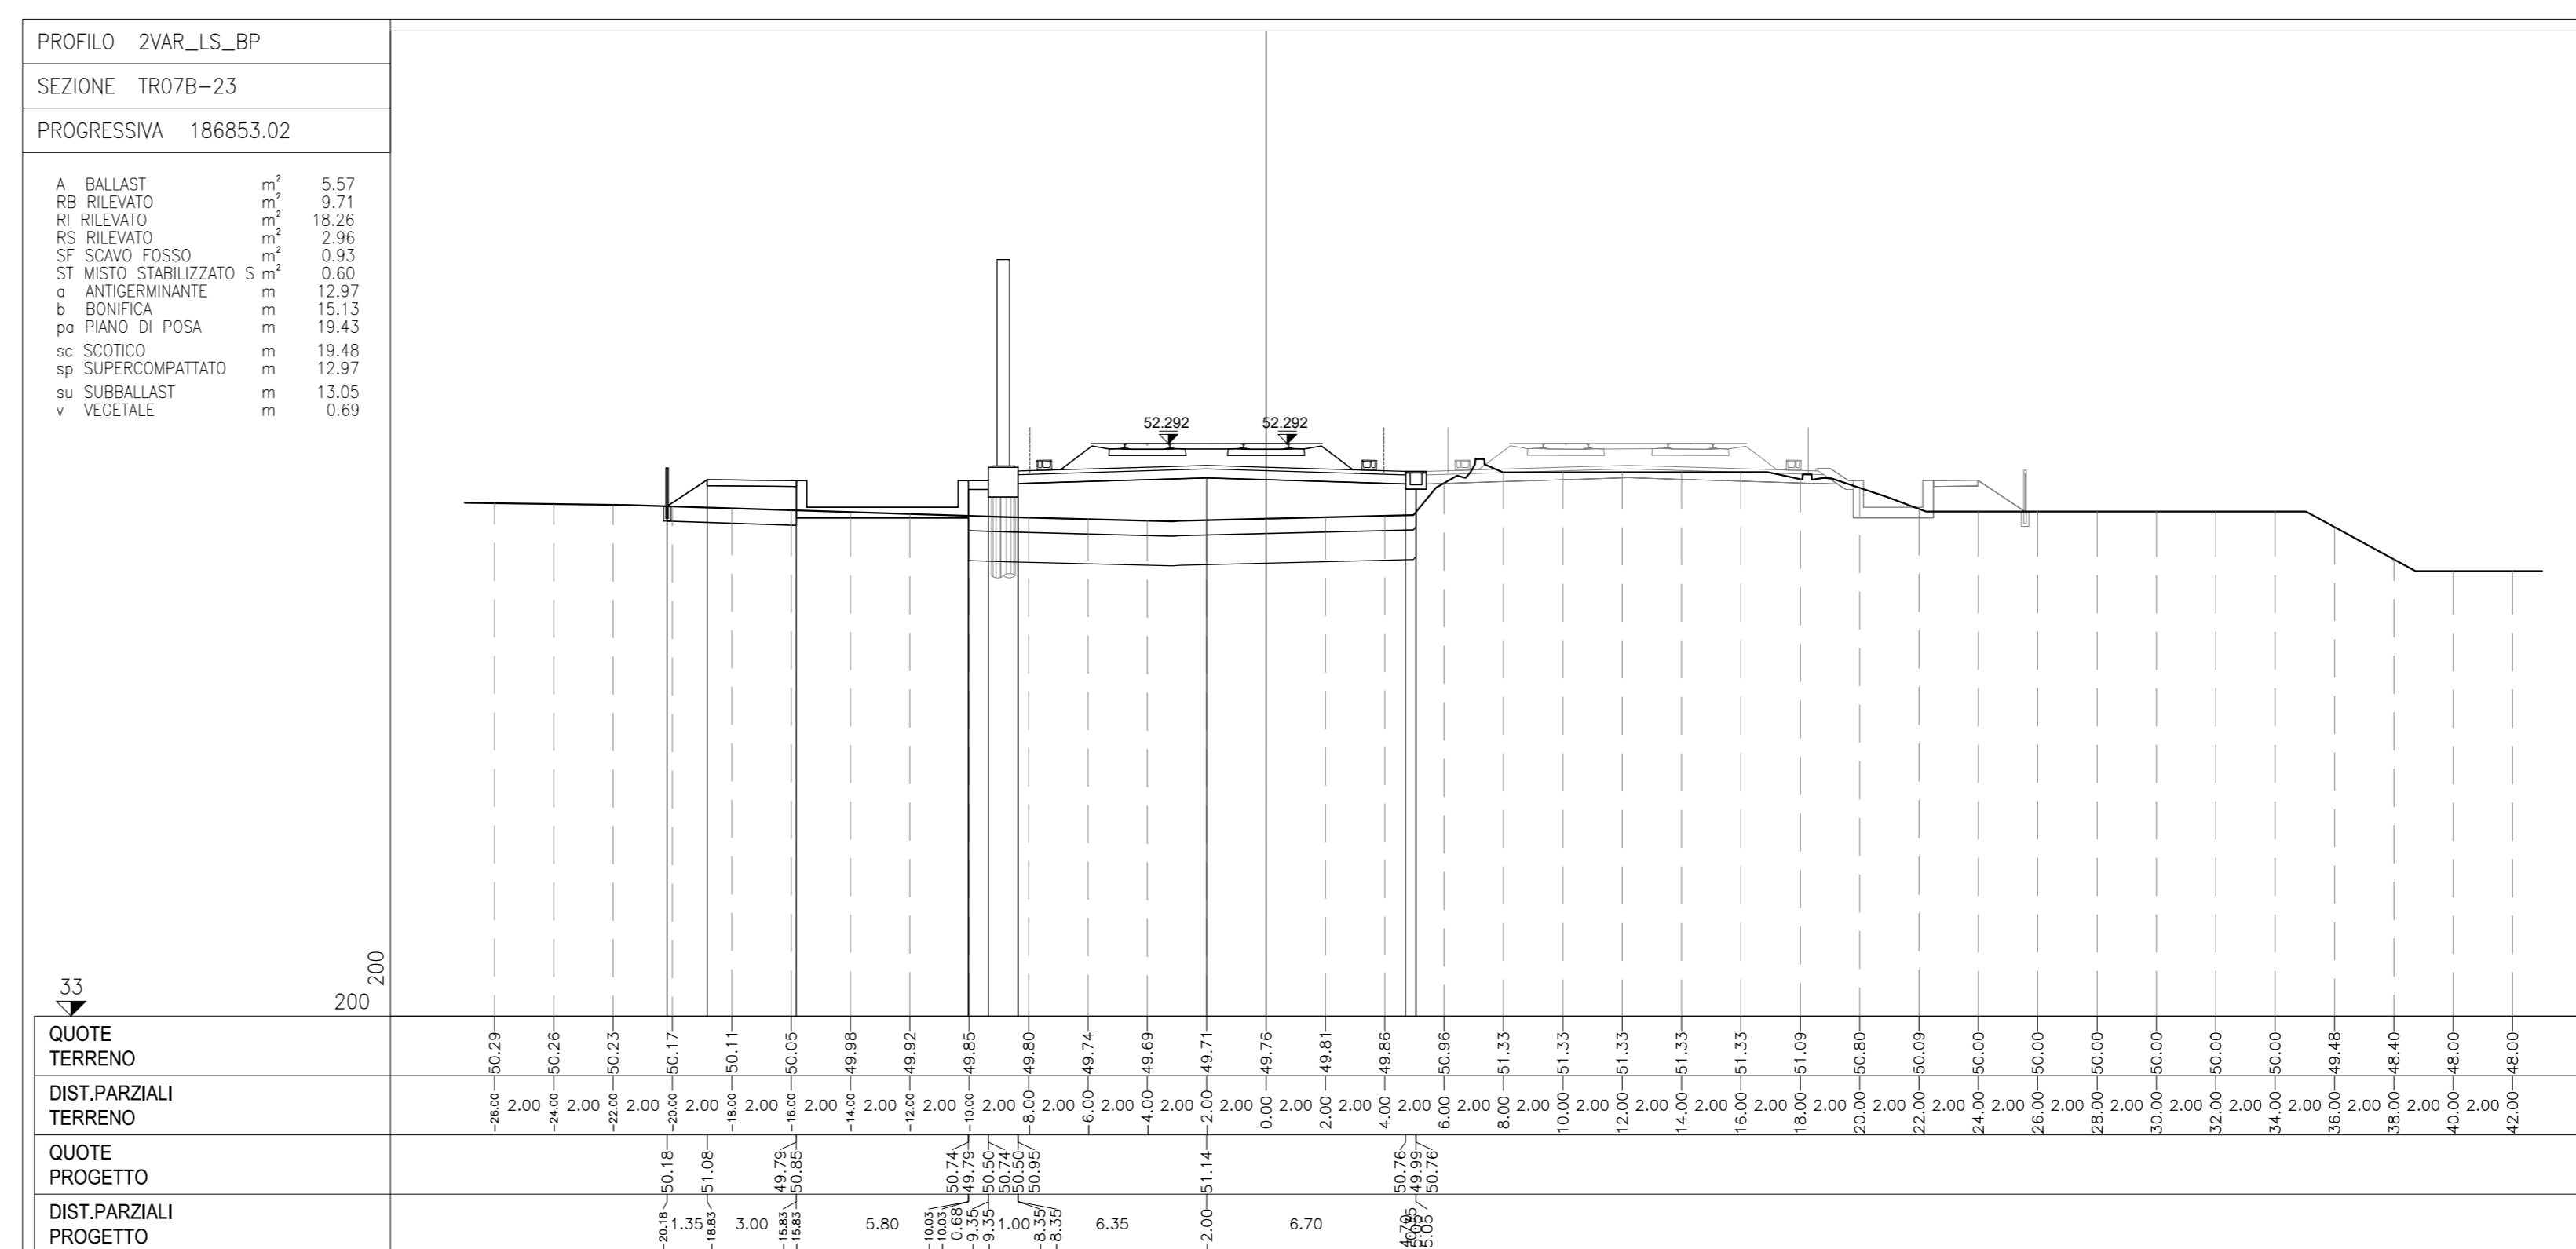 PROFILO 2VAR_LS_BP
SEZIONE TR07B-23
PROGRESSIVA 186853.02
A BALLAST m² 5.57
RB RILEVATO m² 9.71
RI RILEVATO m² 18.26
RS RILEVATO m² 2.96
SF SCAVO FOSSO m² 0.93
ST MISTO STABILIZZATO S m² 0.60
a ANTIGERMINANTE m 12.97
b BONIFICA m 15.13
pa PIANO DI POSA m 19.43
sc SCOTICO m 19.48
sp SUPERCOMPATTATO m 12.97
su SUBBALLAST m 13.05
v VEGETALE m 0.69
52.292 52.292
33
200
200
QUOTE TERRENO
50.29 50.26 50.23 50.17 50.11 50.05 49.98 49.92 49.85 49.80 49.74 49.69 49.71 49.76 49.81 49.86 50.96 51.33 51.33 51.33 51.33 51.33 51.09 50.80 50.09 50.00 50.00 50.00 50.00 50.00 50.00 49.48 48.40 48.00 48.00
DIST.PARZIALI TERRENO
-26.00 2.00 -24.00 2.00 -22.00 2.00 -20.00 2.00 -18.00 2.00 -16.00 2.00 -14.00 2.00 -12.00 2.00 -10.00 2.00 -8.00 2.00 -6.00 2.00 -4.00 2.00 -2.00 2.00 0.00 2.00 2.00 2.00 4.00 2.00 6.00 2.00 8.00 2.00 10.00 2.00 12.00 2.00 14.00 2.00 16.00 2.00 18.00 2.00 20.00 2.00 22.00 2.00 24.00 2.00 26.00 2.00 28.00 2.00 30.00 2.00 32.00 2.00 34.00 2.00 36.00 2.00 38.00 2.00 40.00 2.00 42.00
QUOTE PROGETTO
50.18 51.08 49.79 50.85 50.74 49.79 50.50 50.74 50.50 50.95 51.14 50.76 49.99 50.76
DIST.PARZIALI PROGETTO
-20.18 1.35 -18.83 3.00 -15.83 -15.83 5.80 -10.03 -10.03 0.68 -9.35 -9.35 1.00 -8.35 -8.35 6.35 -2.00 6.70 4.70 5.05